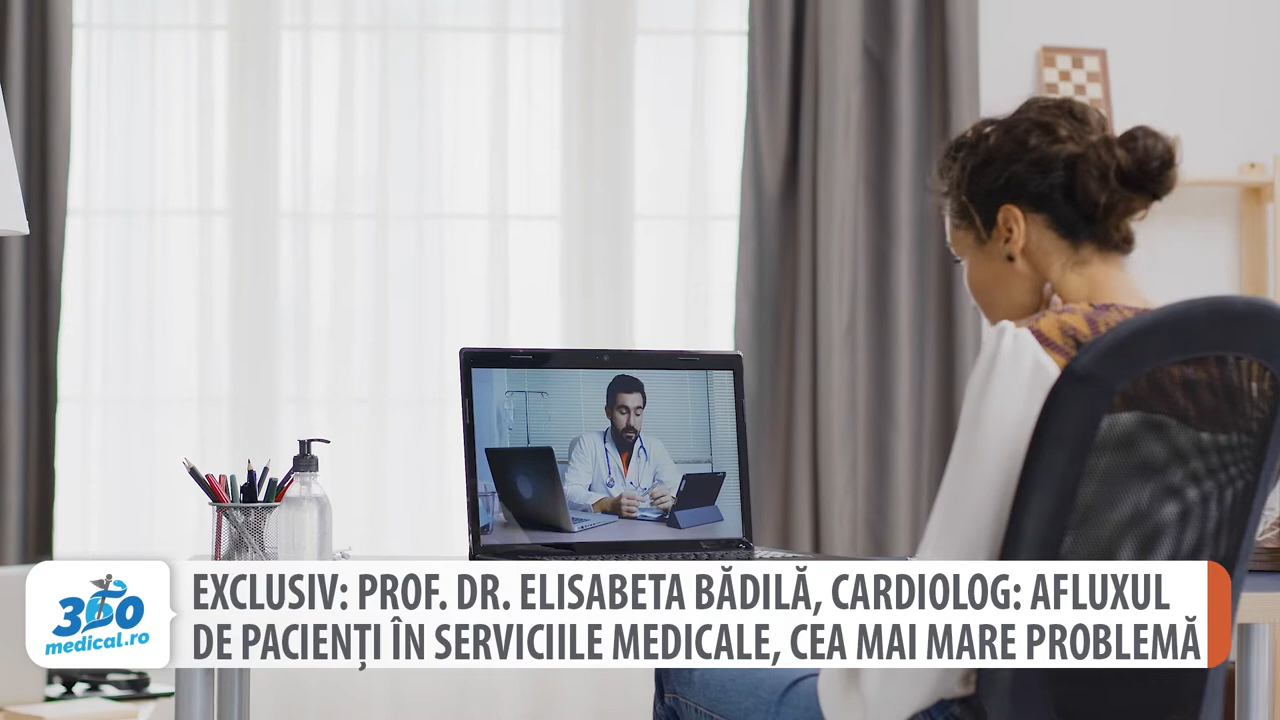 EXCLUSIV: PROF. DR. ELISABETA BĂDILĂ, CARDIOLOG: AFLUXUL
DE PACIENȚI ÎN SERVICIILE MEDICALE, CEA MAI MARE PROBLEMĂ
360
medical.ro